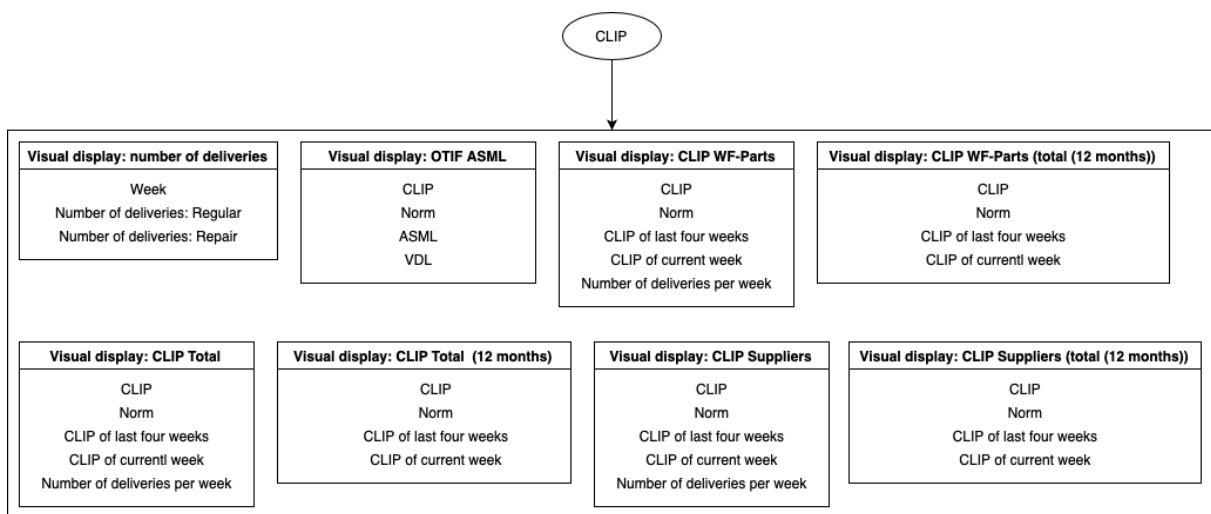 CLIP
Visual display: number of deliveries
Week
Number of deliveries: Regular
Number of deliveries: Repair
Visual display: OTIF ASML
CLIP
Norm
ASML
VDL
Visual display: CLIP WF-Parts
CLIP
Norm
CLIP of last four weeks
CLIP of current week
Number of deliveries per week
Visual display: CLIP WF-Parts (total (12 months))
CLIP
Norm
CLIP of last four weeks
CLIP of currentl week
Visual display: CLIP Total
CLIP
Norm
CLIP of last four weeks
CLIP of currentl week
Number of deliveries per week
Visual display: CLIP Total (12 months)
CLIP
Norm
CLIP of last four weeks
CLIP of current week
Visual display: CLIP Suppliers
CLIP
Norm
CLIP of last four weeks
CLIP of current week
Number of deliveries per week
Visual display: CLIP Suppliers (total (12 months))
CLIP
Norm
CLIP of last four weeks
CLIP of current week